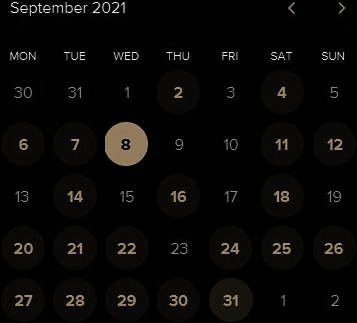 September 2021
MON TUE WED THU FRI SAT SUN
30 31 1 2 3 4 5
6 7 8 9 10 11 12
13 14 15 16 17 18 19
20 21 22 23 24 25 26
27 28 29 30 31 1 2